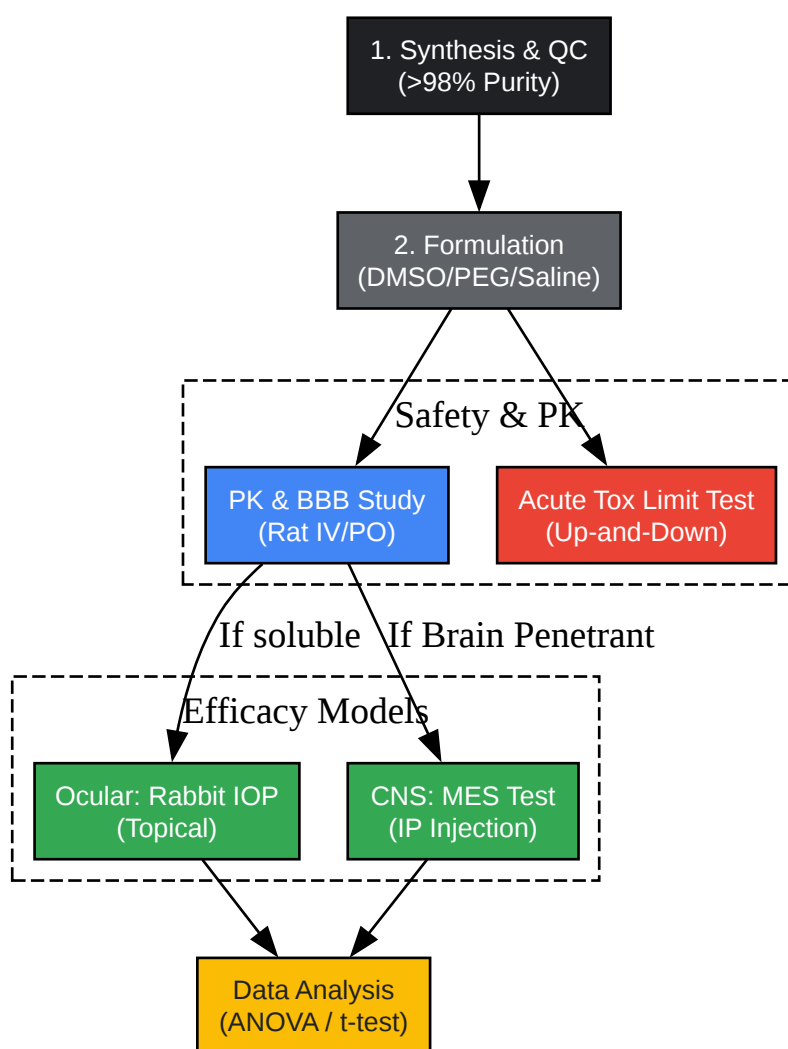 1. Synthesis & QC
(>98% Purity)
2. Formulation
(DMSO/PEG/Saline)
Safety & PK
PK & BBB Study
(Rat IV/PO)
Acute Tox Limit Test
(Up-and-Down)
If soluble
If Brain Penetrant
Efficacy Models
Ocular: Rabbit IOP
(Topical)
CNS: MES Test
(IP Injection)
Data Analysis
(ANOVA / t-test)